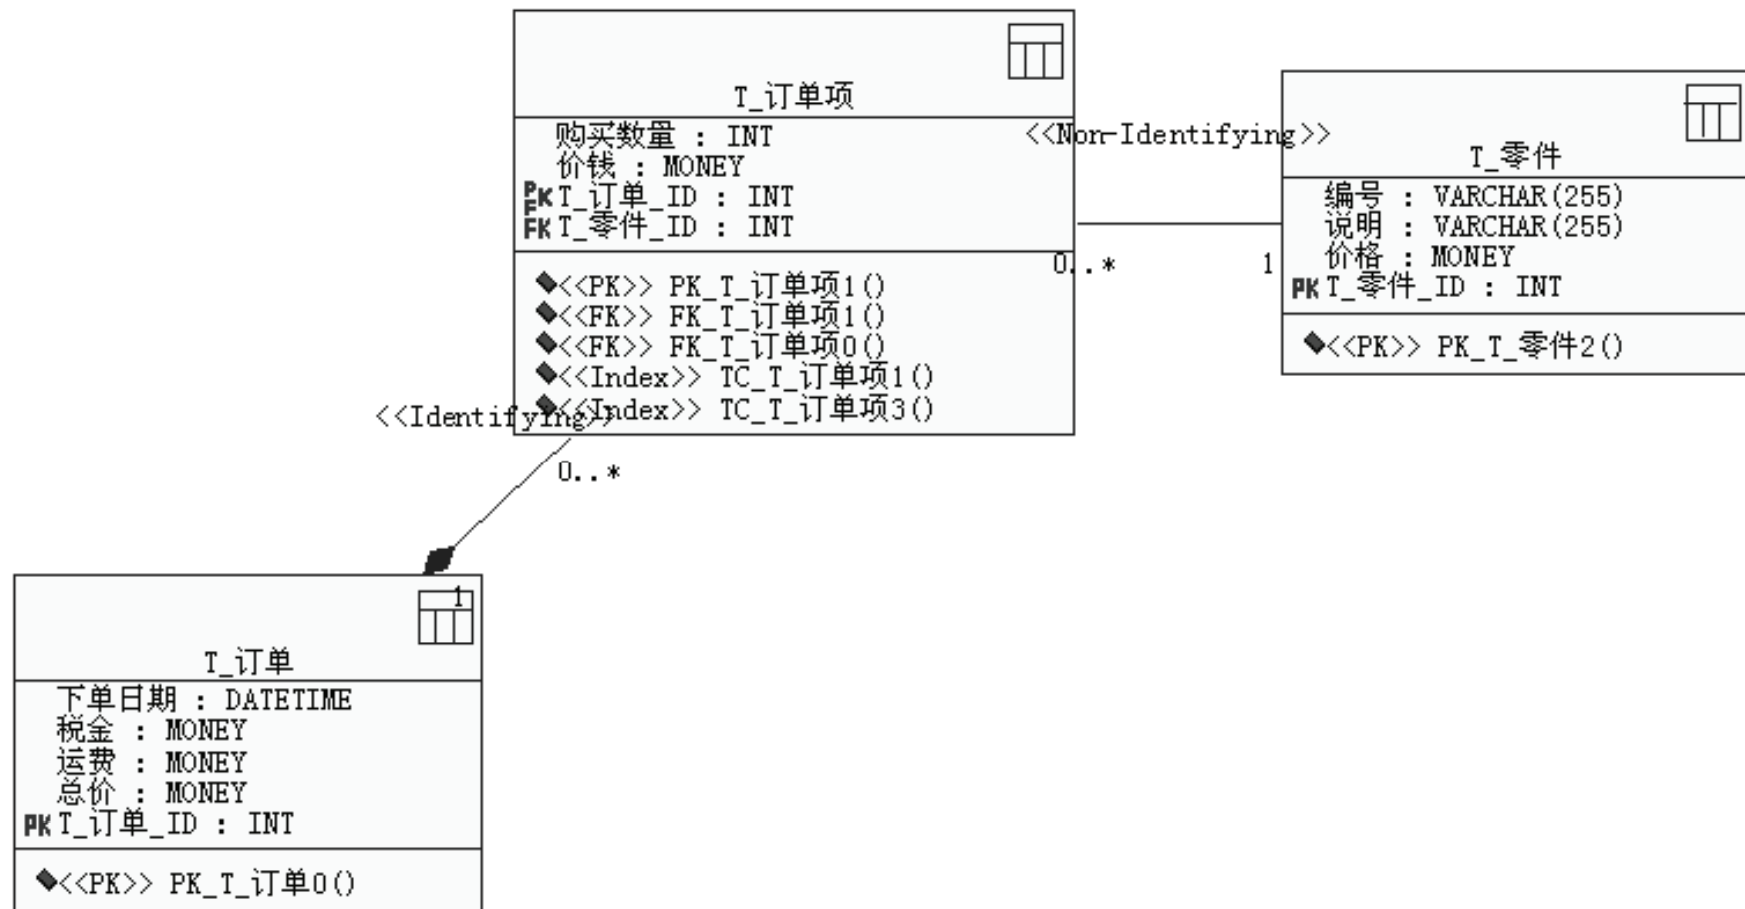 T_订单项
购买数量 : INT
价钱 : MONEY
PFK T_订单_ID : INT
FK T_零件_ID : INT
◆<<PK>> PK_T_订单项1()
◆<<FK>> FK_T_订单项1()
◆<<FK>> FK_T_订单项0()
◆<<Index>> TC_T_订单项1()
◆<<Index>> TC_T_订单项3()
<<Non-Identifying>>
0..*
1
T_零件
编号 : VARCHAR(255)
说明 : VARCHAR(255)
价格 : MONEY
PK T_零件_ID : INT
◆<<PK>> PK_T_零件2()
<<Identifying>>
0..*
1
T_订单
下单日期 : DATETIME
税金 : MONEY
运费 : MONEY
总价 : MONEY
PK T_订单_ID : INT
◆<<PK>> PK_T_订单0()